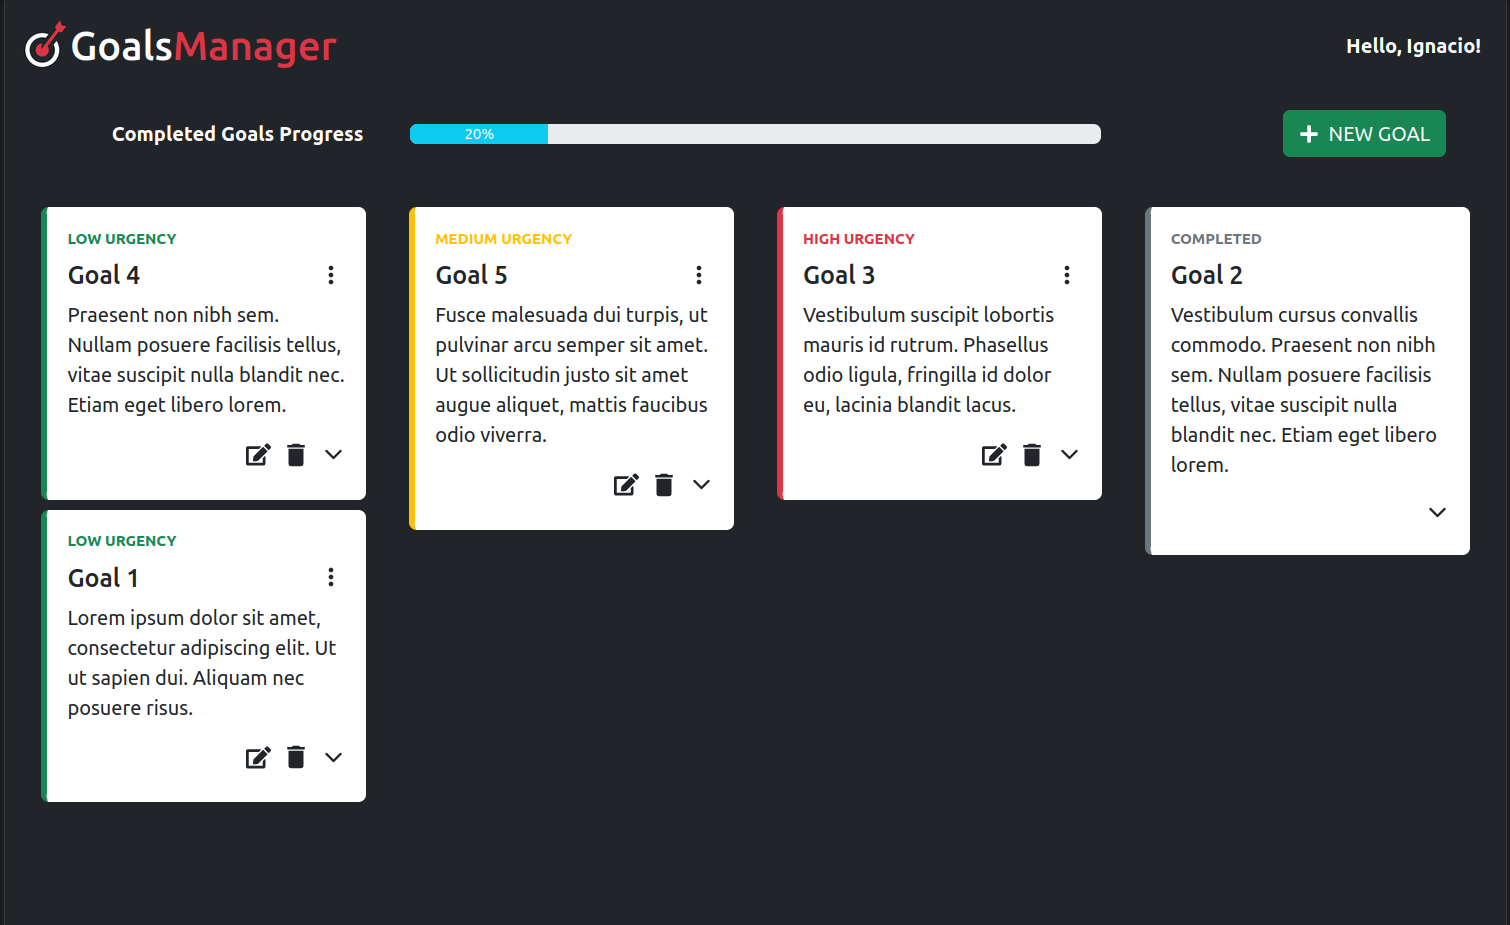 GoalsManager
Hello, Ignacio!
Completed Goals Progress
20%
NEW GOAL
LOW URGENCY
Goal 4
Praesent non nibh sem.
Nullam posuere facilisis tellus,
vitae suscipit nulla blandit nec.
Etiam eget libero lorem.
LOW URGENCY
Goal 1
Lorem ipsum dolor sit amet,
consectetur adipiscing elit. Ut
ut sapien dui. Aliquam nec
posuere risus.
MEDIUM URGENCY
Goal 5
Fusce malesuada dui turpis, ut
pulvinar arcu semper sit amet.
Ut sollicitudin justo sit amet
augue aliquet, mattis faucibus
odio viverra.
HIGH URGENCY
Goal 3
Vestibulum suscipit lobortis
mauris id rutrum. Phasellus
odio ligula, fringilla id dolor
eu, lacinia blandit lacus.
COMPLETED
Goal 2
Vestibulum cursus convallis
commodo. Praesent non nibh
sem. Nullam posuere facilisis
tellus, vitae suscipit nulla
blandit nec. Etiam eget libero
lorem.